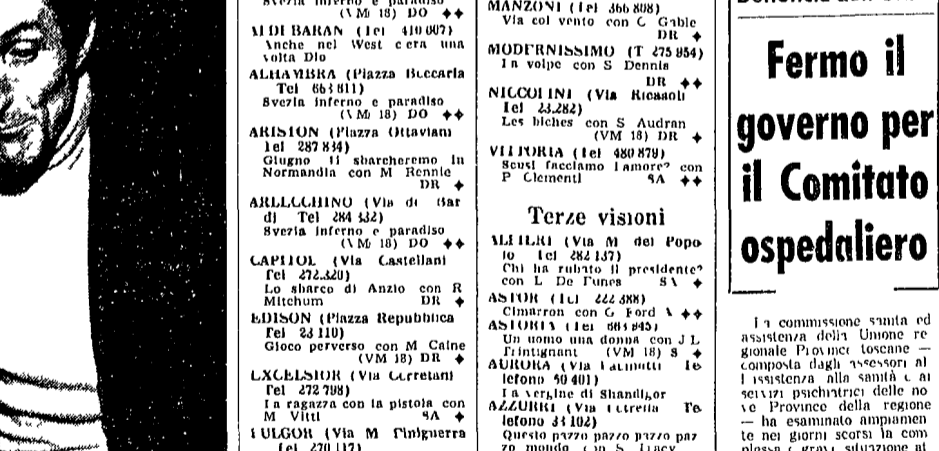 Svezia inferno e paradiso
(VM 18) DO ♦♦
ALDEBARAN (Tel 410 007)
Anche nel West c era una
volta Dio
ALHAMBRA (Piazza Beccaria
Tel 663 811)
Svezia inferno e paradiso
(VM 18) DO ♦♦
ARISTON (Piazza Ottaviani
Tel 287 834)
Giugno sbarcheremo in
Normandia con M Rennie
DR ♦
ARLECCHINO (Via dei Bar
di Tel 284 332)
Svezia inferno e paradiso
(VM 18) DO ♦♦
CAPITOL (Via Castellani
Tel 272.320)
Lo sbarco di Anzio con R
Mitchum DR ♦
EDISON (Piazza Repubblica
Tel 23 110)
Gioco perverso con M Caine
(VM 18) DR ♦
EXCELSIOR (Via Cerretani
Tel 272 798)
La ragazza con la pistola con
M Vitti SA ♦
FULGOR (Via M Finiguerra
Tel 270 117)
MANZONI (Tel 366 808)
Via col vento con C Gable
DR ♦
MODERNISSIMO (T 275 954)
La volpe con S Dennis
DR ♦♦
NICCOLINI (Via Ricasoli
Tel 23.282)
Les biches con S Audran
(VM 18) DR ♦
VITTORIA (Tel 480 879)
Scusi facciamo l amore? con
P Clementi SA ♦♦
Terze visioni
ALFIERI (Via M del Popo
lo Tel 282 137)
Chi ha rubato il presidente?
con L De Funes SA ♦
ASTOR (Tel 222 388)
Cimarron con G Ford A ♦♦
ASTORIA (Tel 663 945)
Un uomo una donna con J L
Trintignant (VM 18) S ♦
AURORA (Via Pacinotti Te
lefono 50 401)
La vergine di Shandigor
AZZURRI (Via Petrella Te
lefono 33 102)
Questo pazzo pazzo pazzo paz
zo mondo con S Tracy
Fermo il
governo per
il Comitato
ospedaliero
La commissione sanità ed
assistenza della Unione re
gionale Province toscane —
composta dagli assessori al
l assistenza alla sanità e ai
servizi psichiatrici delle no
ve Province della regione
— ha esaminato ampiamen
te nei giorni scorsi la com
plessa e grave situazione al